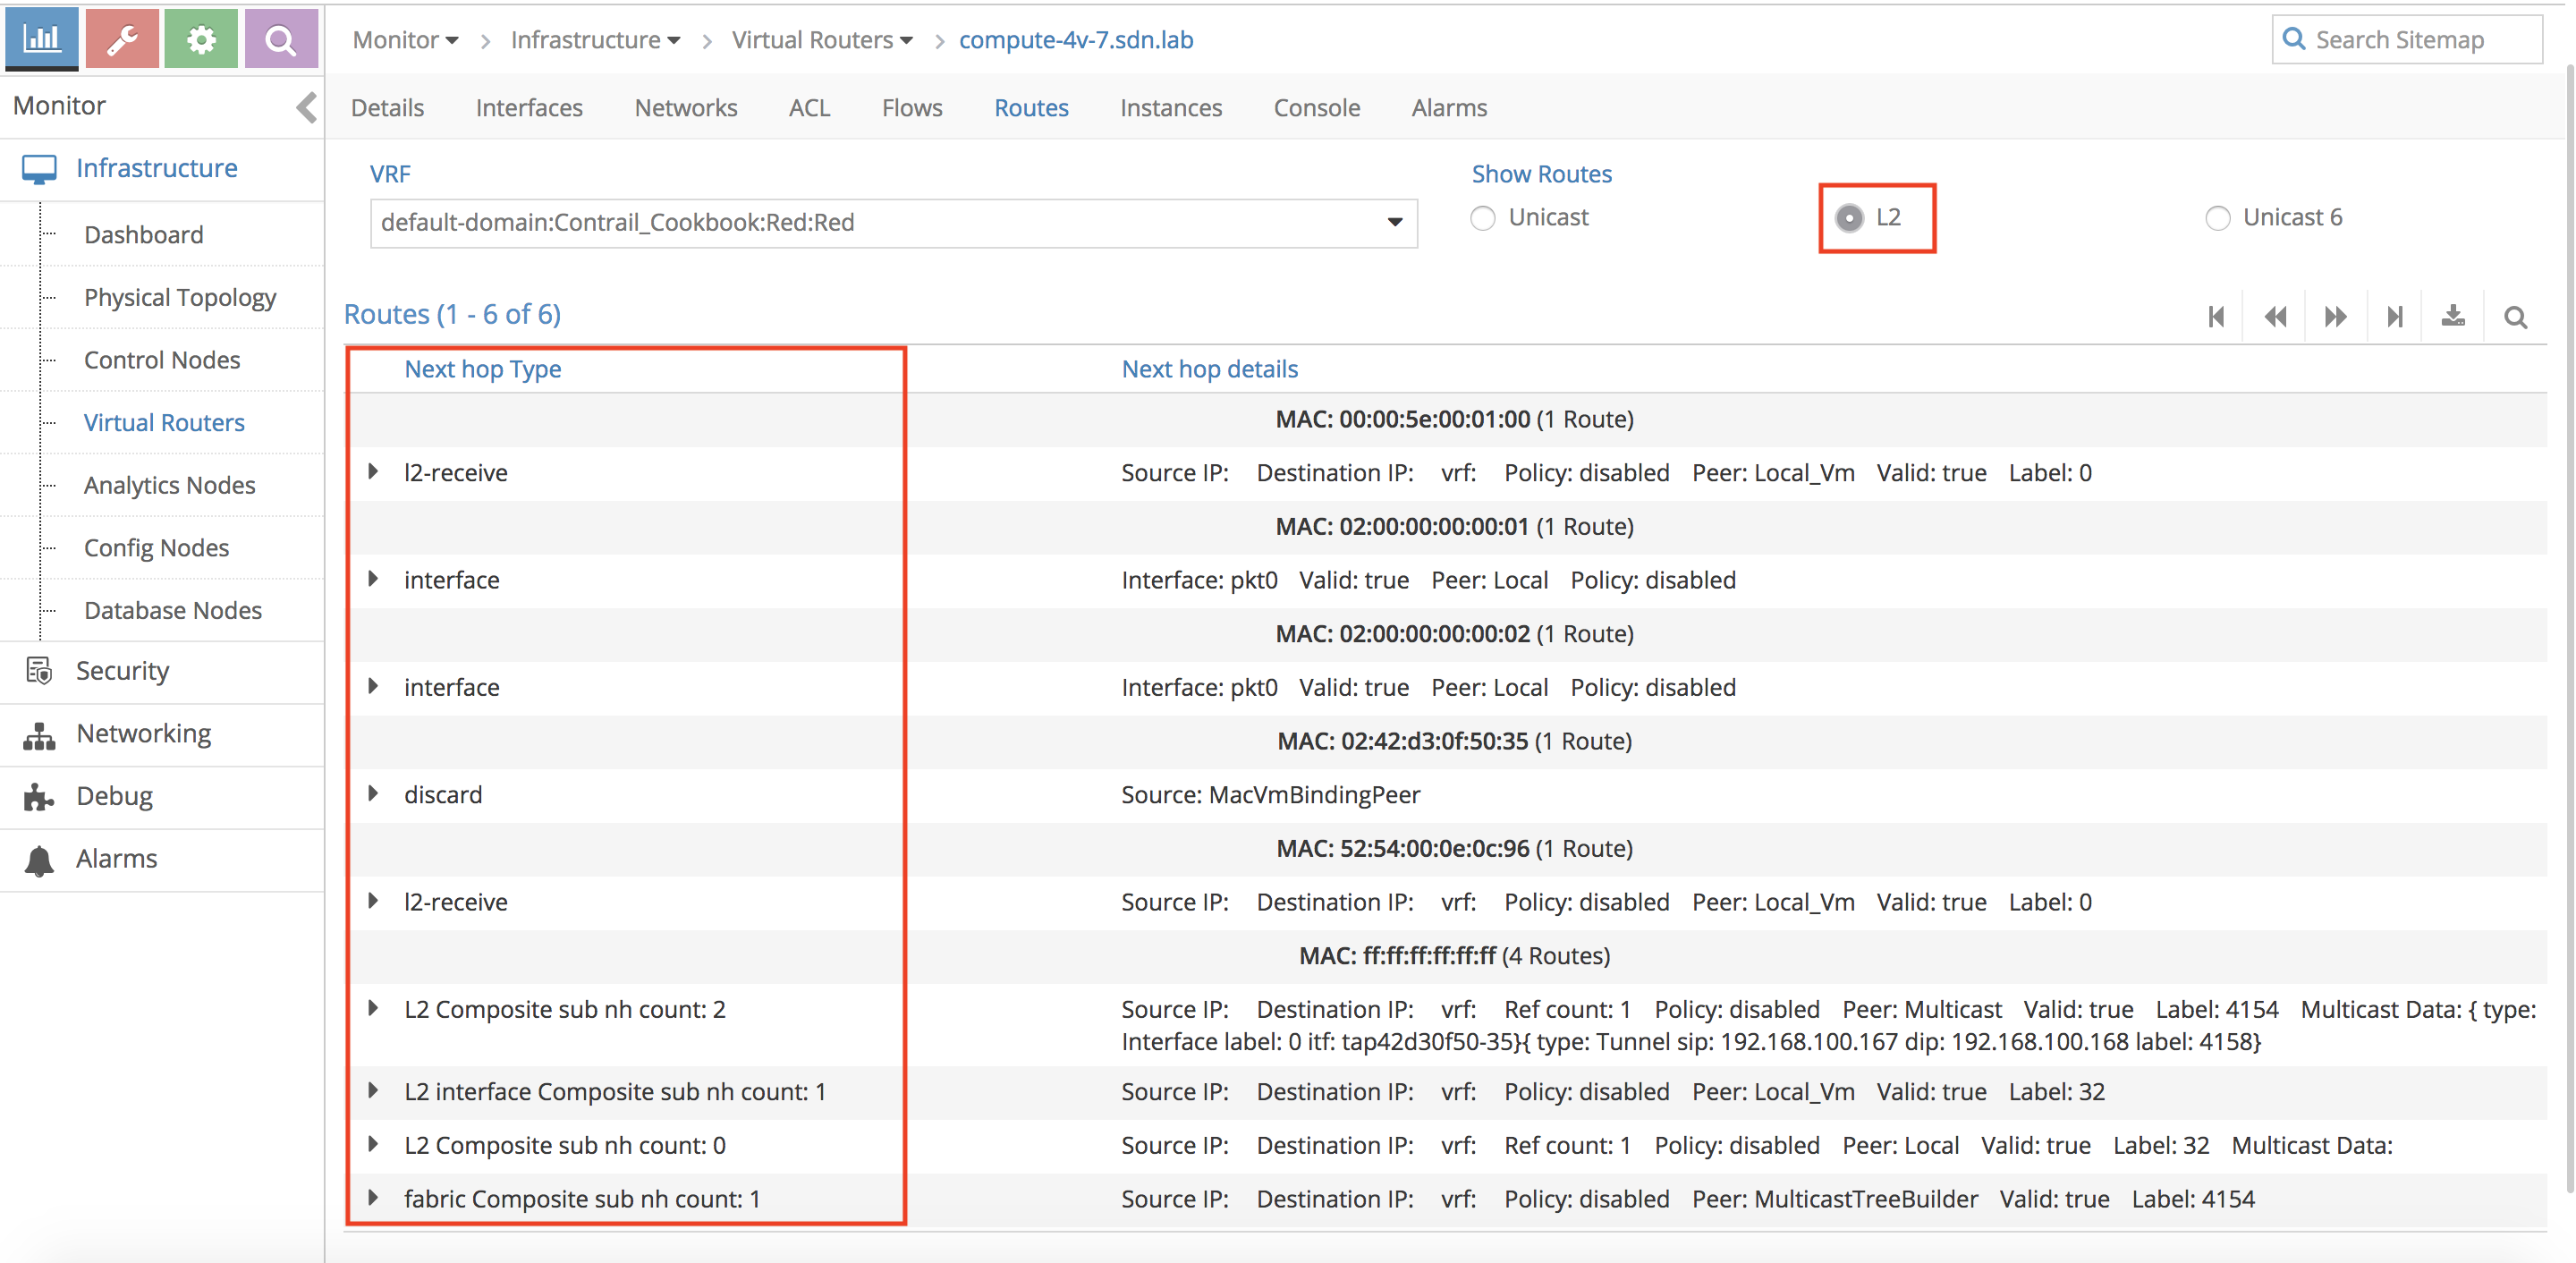 Monitor Infrastructure Virtual Routers compute-4v-7.sdn.lab Search Sitemap
Monitor
Details Interfaces Networks ACL Flows Routes Instances Console Alarms
Infrastructure
Dashboard
Physical Topology
Control Nodes
Virtual Routers
Analytics Nodes
Config Nodes
Database Nodes
Security
Networking
Debug
Alarms
VRF Show Routes
default-domain:Contrail_Cookbook:Red:Red Unicast L2 Unicast 6
Routes (1 - 6 of 6)
Next hop Type Next hop details
MAC: 00:00:5e:00:01:00 (1 Route)
l2-receive Source IP: Destination IP: vrf: Policy: disabled Peer: Local_Vm Valid: true Label: 0
MAC: 02:00:00:00:00:01 (1 Route)
interface Interface: pkt0 Valid: true Peer: Local Policy: disabled
MAC: 02:00:00:00:00:02 (1 Route)
interface Interface: pkt0 Valid: true Peer: Local Policy: disabled
MAC: 02:42:d3:0f:50:35 (1 Route)
discard Source: MacVmBindingPeer
MAC: 52:54:00:0e:0c:96 (1 Route)
l2-receive Source IP: Destination IP: vrf: Policy: disabled Peer: Local_Vm Valid: true Label: 0
MAC: ff:ff:ff:ff:ff:ff (4 Routes)
L2 Composite sub nh count: 2 Source IP: Destination IP: vrf: Ref count: 1 Policy: disabled Peer: Multicast Valid: true Label: 4154 Multicast Data: { type:
Interface label: 0 itf: tap42d30f50-35}{ type: Tunnel sip: 192.168.100.167 dip: 192.168.100.168 label: 4158}
L2 interface Composite sub nh count: 1 Source IP: Destination IP: vrf: Policy: disabled Peer: Local_Vm Valid: true Label: 32
L2 Composite sub nh count: 0 Source IP: Destination IP: vrf: Ref count: 1 Policy: disabled Peer: Local Valid: true Label: 32 Multicast Data:
fabric Composite sub nh count: 1 Source IP: Destination IP: vrf: Policy: disabled Peer: MulticastTreeBuilder Valid: true Label: 4154